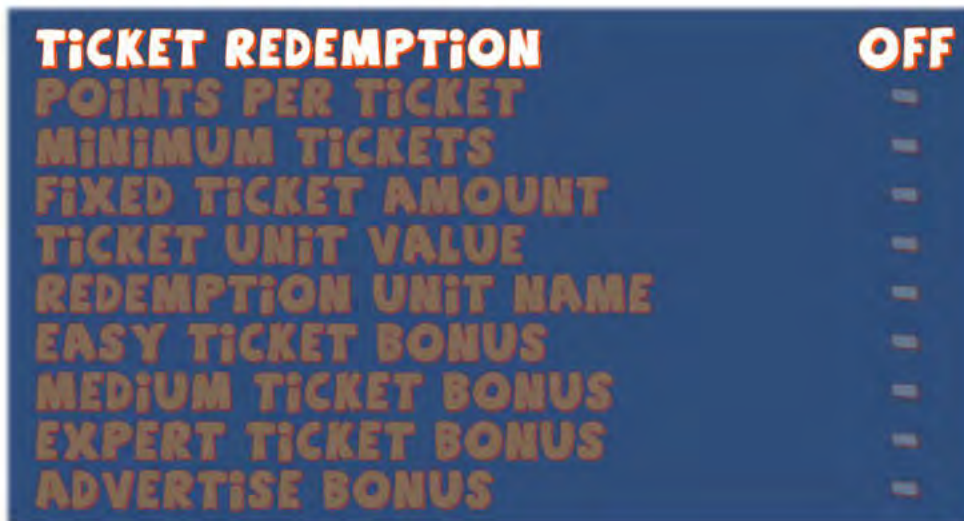 TiCKET REDEMPTiON OFF
POiNTS PER TiCKET -
MiNiMUM TiCKETS -
FiXED TiCKET AMOUNT -
TiCKET UNiT VALUE -
REDEMPTiON UNiT NAME -
EASY TiCKET BONUS -
MEDiUM TiCKET BONUS -
EXPERT TiCKET BONUS -
ADVERTiSE BONUS -